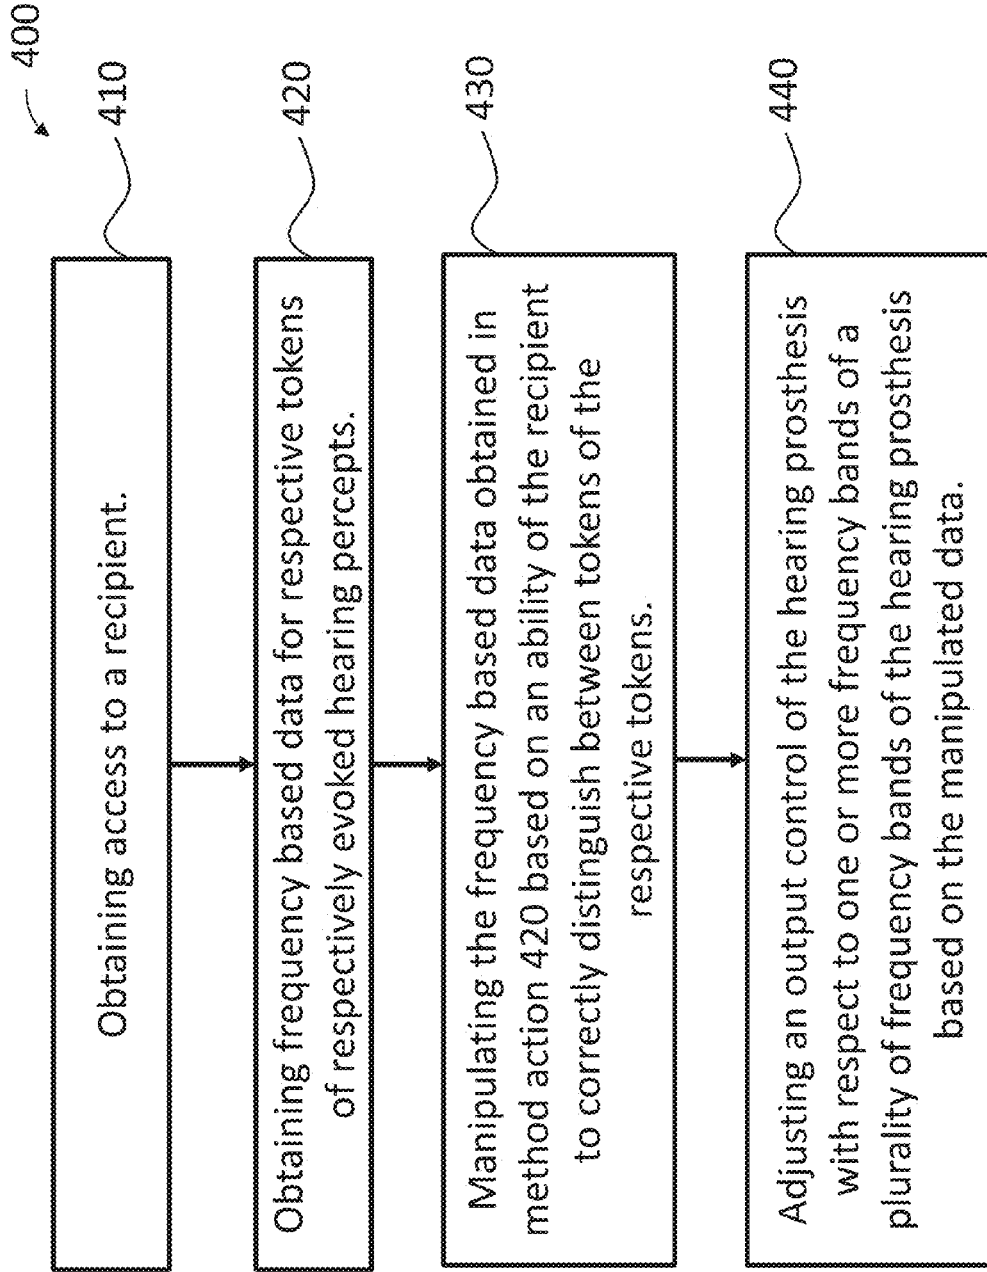 400
410
Obtaining access to a recipient.
420
Obtaining frequency based data for respective tokens
of respectively evoked hearing percepts.
430
Manipulating the frequency based data obtained in
method action 420 based on an ability of the recipient
to correctly distinguish between tokens of the
respective tokens.
440
Adjusting an output control of the hearing prosthesis
with respect to one or more frequency bands of a
plurality of frequency bands of the hearing prosthesis
based on the manipulated data.